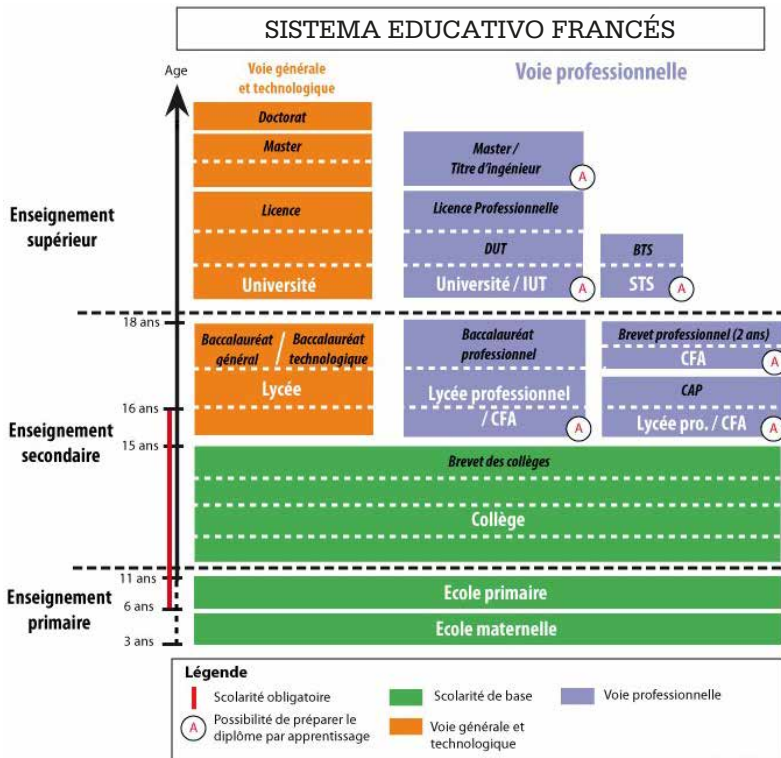 SISTEMA EDUCATIVO FRANCÉS
Age
Voie générale
et technologique
Voie professionnelle
Doctorat
Master
Master /
Titre d'ingénieur
A
Enseignement
supérieur
Licence
Licence Professionnelle
DUT
BTS
Université
Université / IUT
A
STS
A
18 ans
Baccalauréat
général
/
Baccalauréat
technologique
Lycée
Baccalauréat
professionnel
Lycée professionnel
/ CFA
A
Brevet professionnel (2 ans)
CFA
A
CAP
Lycée pro. / CFA
A
16 ans
Enseignement
secondaire
15 ans
Brevet des collèges
Collège
11 ans
Enseignement
primaire
6 ans
3 ans
Ecole primaire
Ecole maternelle
Légende
Scolarité obligatoire
Scolarité de base
Voie professionnelle
A
Possibilité de préparer le
diplôme par apprentissage
Voie générale et
technologique